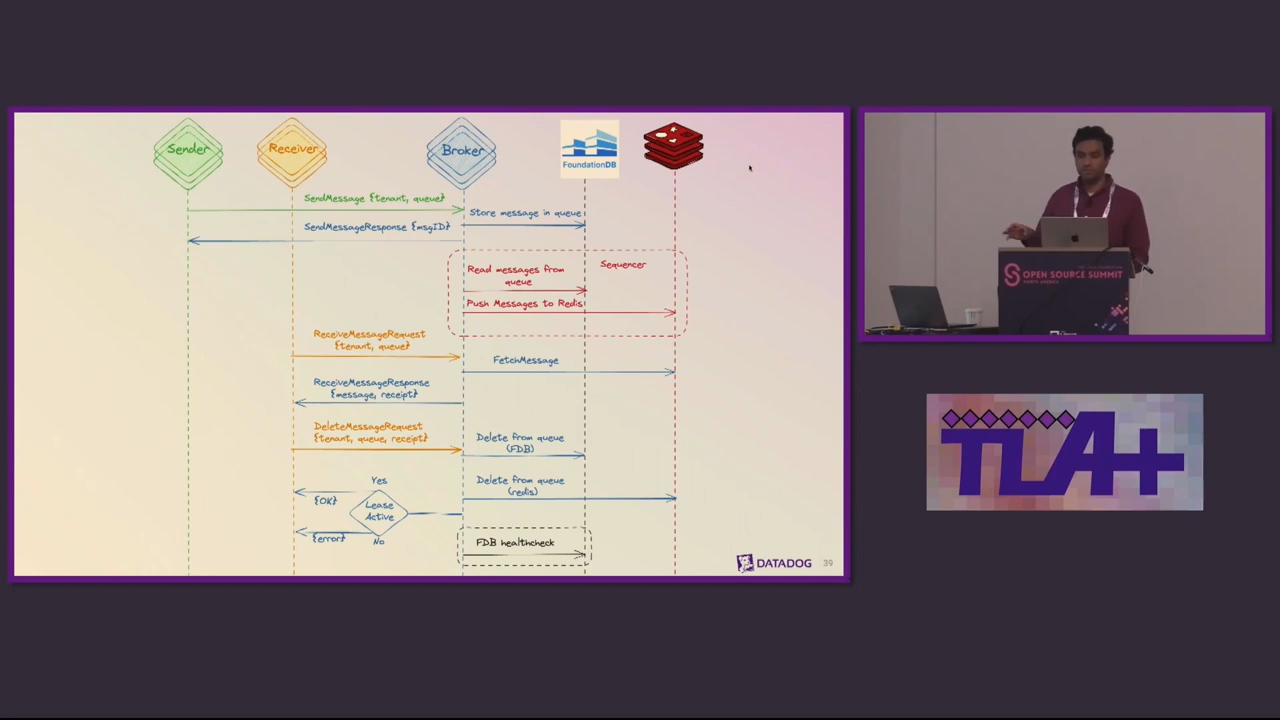 Sender
Receiver
Broker
FoundationDB
SendMessage {tenant, queue}
Store message in queue
SendMessageResponse {msgID}
Read messages from
queue
Sequencer
Push Messages to Redis
ReceiveMessageRequest
{tenant, queue}
FetchMessage
ReceiveMessageResponse
{message, receipt}
DeleteMessageRequest
{tenant, queue, receipt}
Delete from queue
(FDB)
Yes
Delete from queue
(redis)
{OK}
Lease
Active
{error}
No
FDB healthcheck
DATADOG
39
OPEN SOURCE SUMMIT
NORTH AMERICA
TLA+